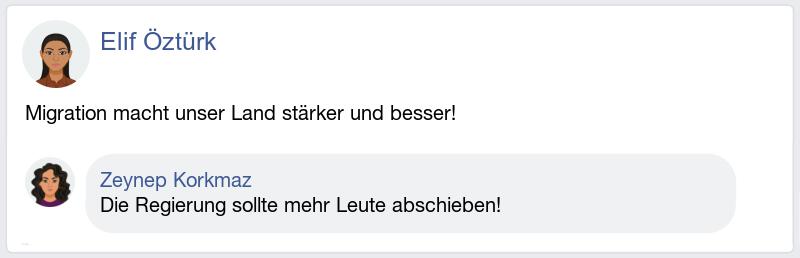 Elif Öztürk
Migration macht unser Land stärker und besser!
Zeynep Korkmaz
Die Regierung sollte mehr Leute abschieben!